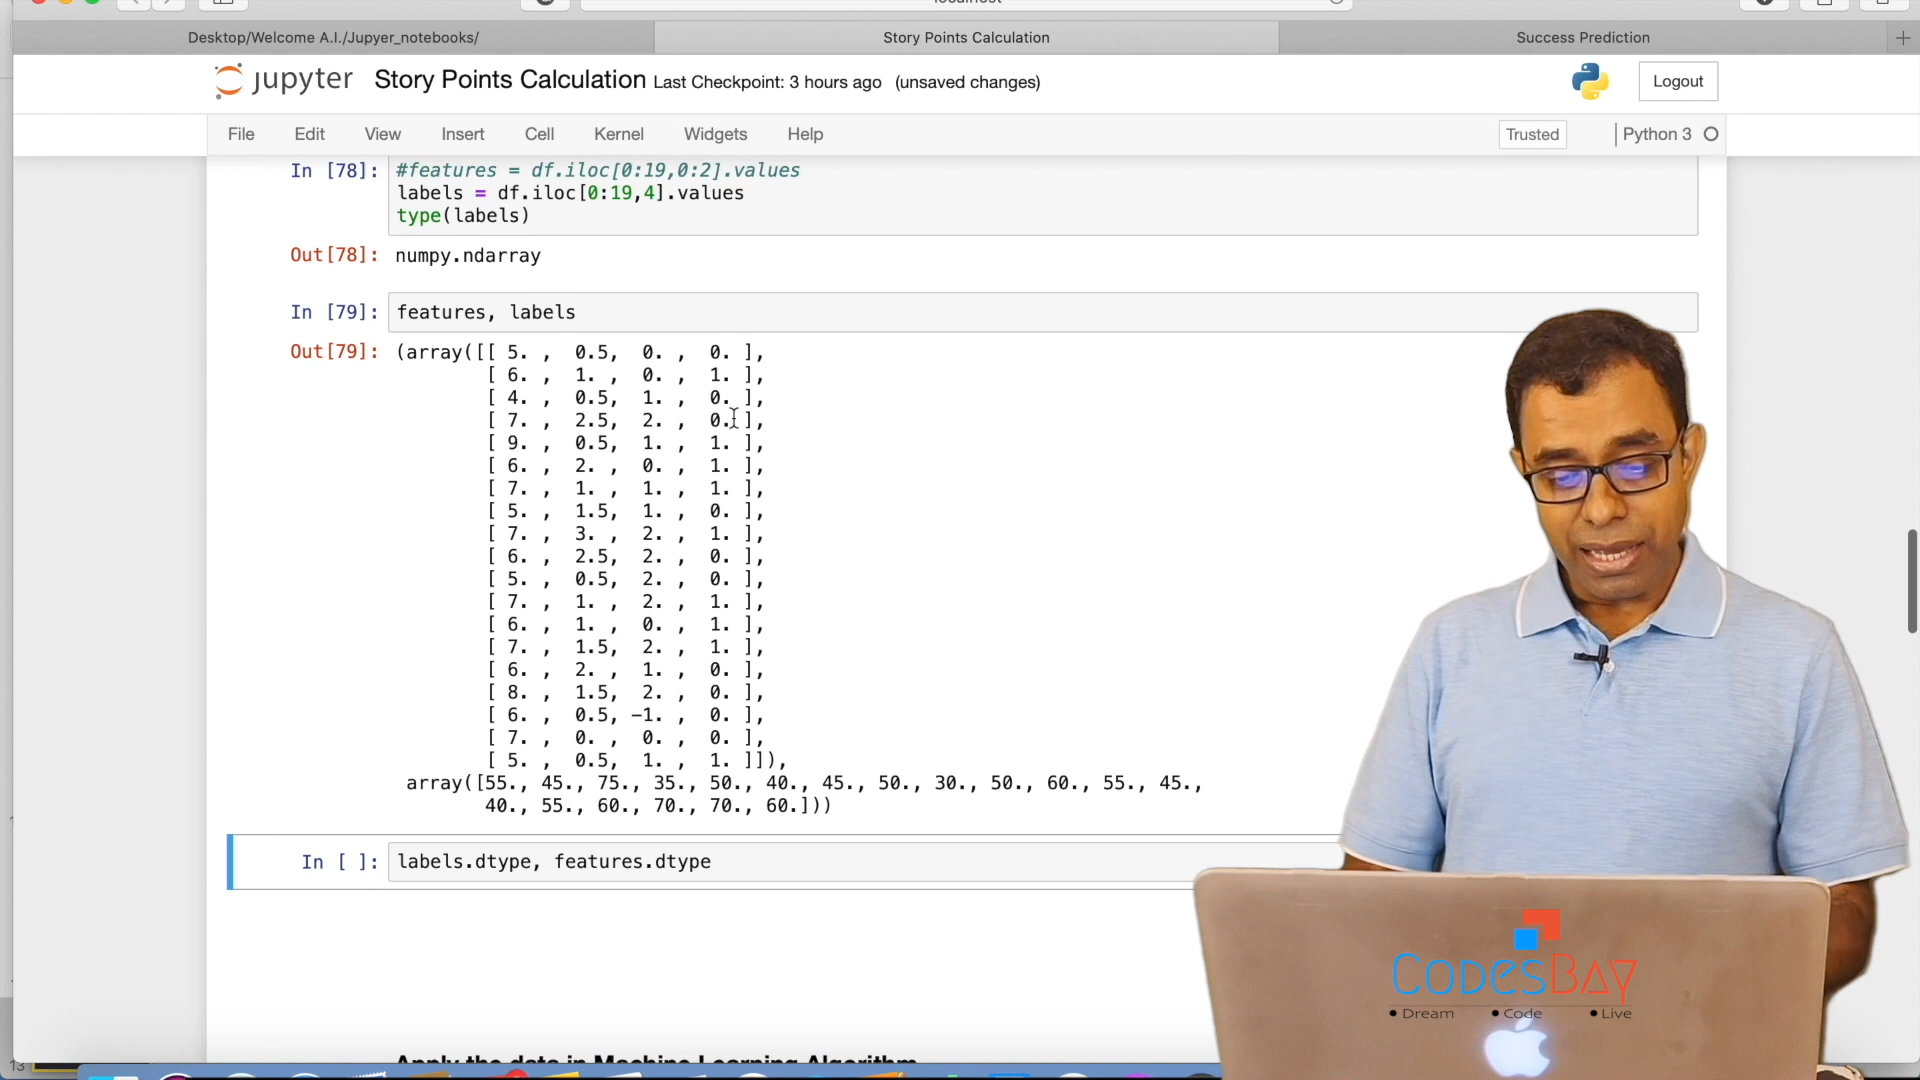 localhost
Desktop/Welcome A.I./Jupyer_notebooks/
Story Points Calculation
Success Prediction
jupyter Story Points Calculation Last Checkpoint: 3 hours ago (unsaved changes)
Logout
File Edit View Insert Cell Kernel Widgets Help
Trusted
Python 3
In [78]: #features = df.iloc[0:19,0:2].values
labels = df.iloc[0:19,4].values
type(labels)
Out[78]: numpy.ndarray
In [79]: features, labels
Out[79]: (array([[ 5. , 0.5, 0. , 0. ],
[ 6. , 1. , 0. , 1. ],
[ 4. , 0.5, 1. , 0. ],
[ 7. , 2.5, 2. , 0. ],
[ 9. , 0.5, 1. , 1. ],
[ 6. , 2. , 0. , 1. ],
[ 7. , 1. , 1. , 1. ],
[ 5. , 1.5, 1. , 0. ],
[ 7. , 3. , 2. , 1. ],
[ 6. , 2.5, 2. , 0. ],
[ 5. , 0.5, 2. , 0. ],
[ 7. , 1. , 2. , 1. ],
[ 6. , 1. , 0. , 1. ],
[ 7. , 1.5, 2. , 1. ],
[ 6. , 2. , 1. , 0. ],
[ 8. , 1.5, 2. , 0. ],
[ 6. , 0.5, -1. , 0. ],
[ 7. , 0. , 0. , 0. ],
[ 5. , 0.5, 1. , 1. ]]),
array([55., 45., 75., 35., 50., 40., 45., 50., 30., 50., 60., 55., 45.,
40., 55., 60., 70., 70., 60.]))
In [ ]: labels.dtype, features.dtype
Apply the data in Machine Learning Algorithm
CodesBay
• Dream • Code • Live
13